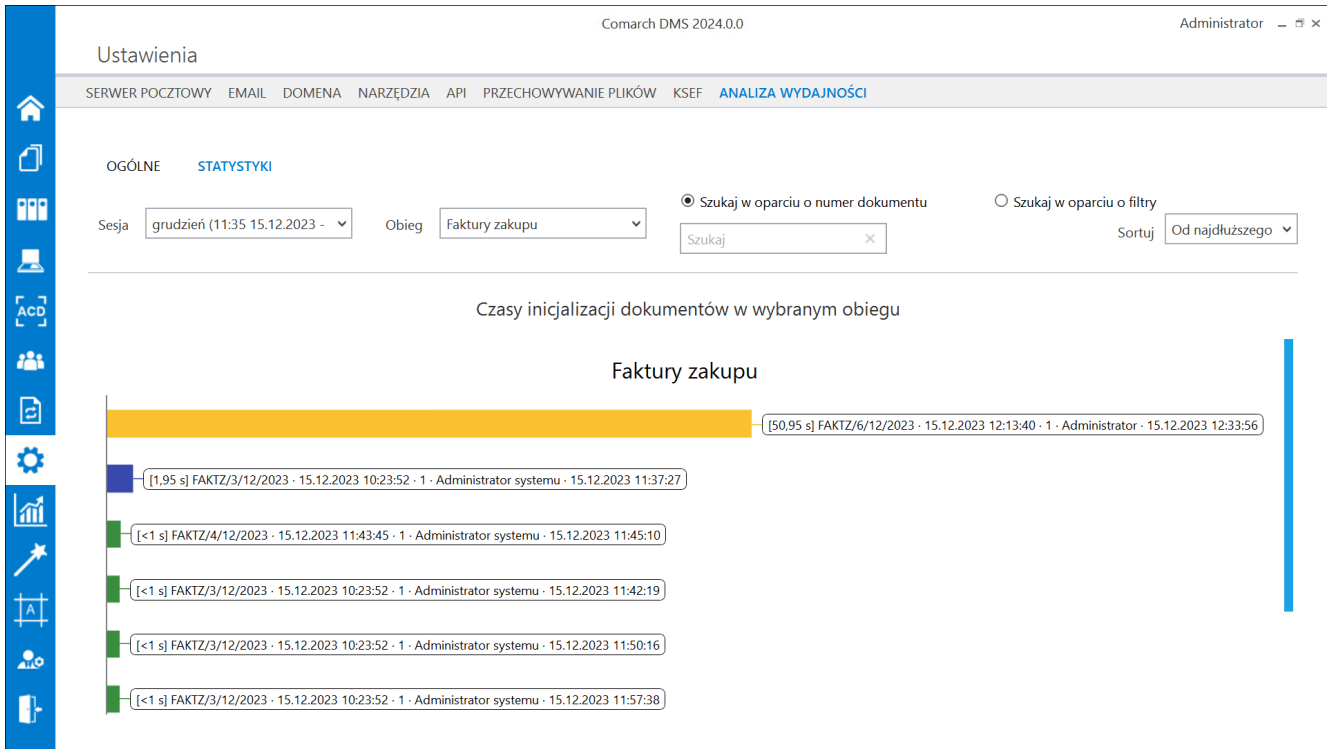 Comarch DMS 2024.0.0
Administrator
Ustawienia
SERWER POCZTOWY EMAIL DOMENA NARZĘDZIA API PRZECHOWYWANIE PLIKÓW KSEF ANALIZA WYDAJNOŚCI
OGÓLNE STATYSTYKI
Szukaj w oparciu o numer dokumentu Szukaj w oparciu o filtry
Sesja grudzień (11:35 15.12.2023 - Obieg Faktury zakupu Szukaj Sortuj Od najdłuższego
Czasy inicjalizacji dokumentów w wybranym obiegu
Faktury zakupu
[50,95 s] FAKTZ/6/12/2023 · 15.12.2023 12:13:40 · 1 · Administrator · 15.12.2023 12:33:56
[1,95 s] FAKTZ/3/12/2023 · 15.12.2023 10:23:52 · 1 · Administrator systemu · 15.12.2023 11:37:27
[<1 s] FAKTZ/4/12/2023 · 15.12.2023 11:43:45 · 1 · Administrator systemu · 15.12.2023 11:45:10
[<1 s] FAKTZ/3/12/2023 · 15.12.2023 10:23:52 · 1 · Administrator systemu · 15.12.2023 11:42:19
[<1 s] FAKTZ/3/12/2023 · 15.12.2023 10:23:52 · 1 · Administrator systemu · 15.12.2023 11:50:16
[<1 s] FAKTZ/3/12/2023 · 15.12.2023 10:23:52 · 1 · Administrator systemu · 15.12.2023 11:57:38
ACD
A